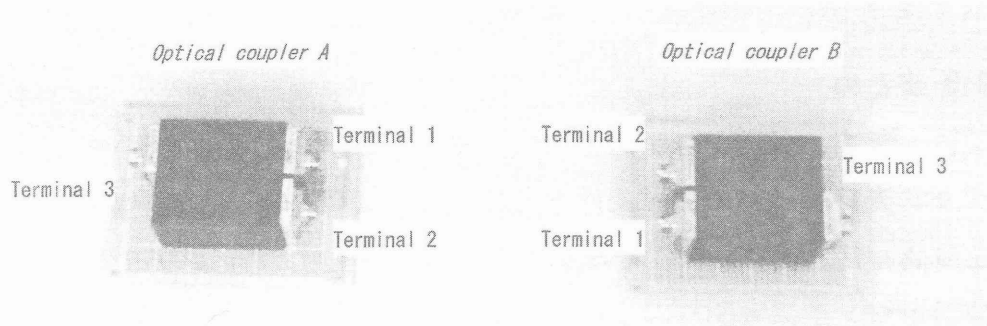 Optical coupler A
Optical coupler B
Terminal 1
Terminal 3
Terminal 2
Terminal 2
Terminal 3
Terminal 1